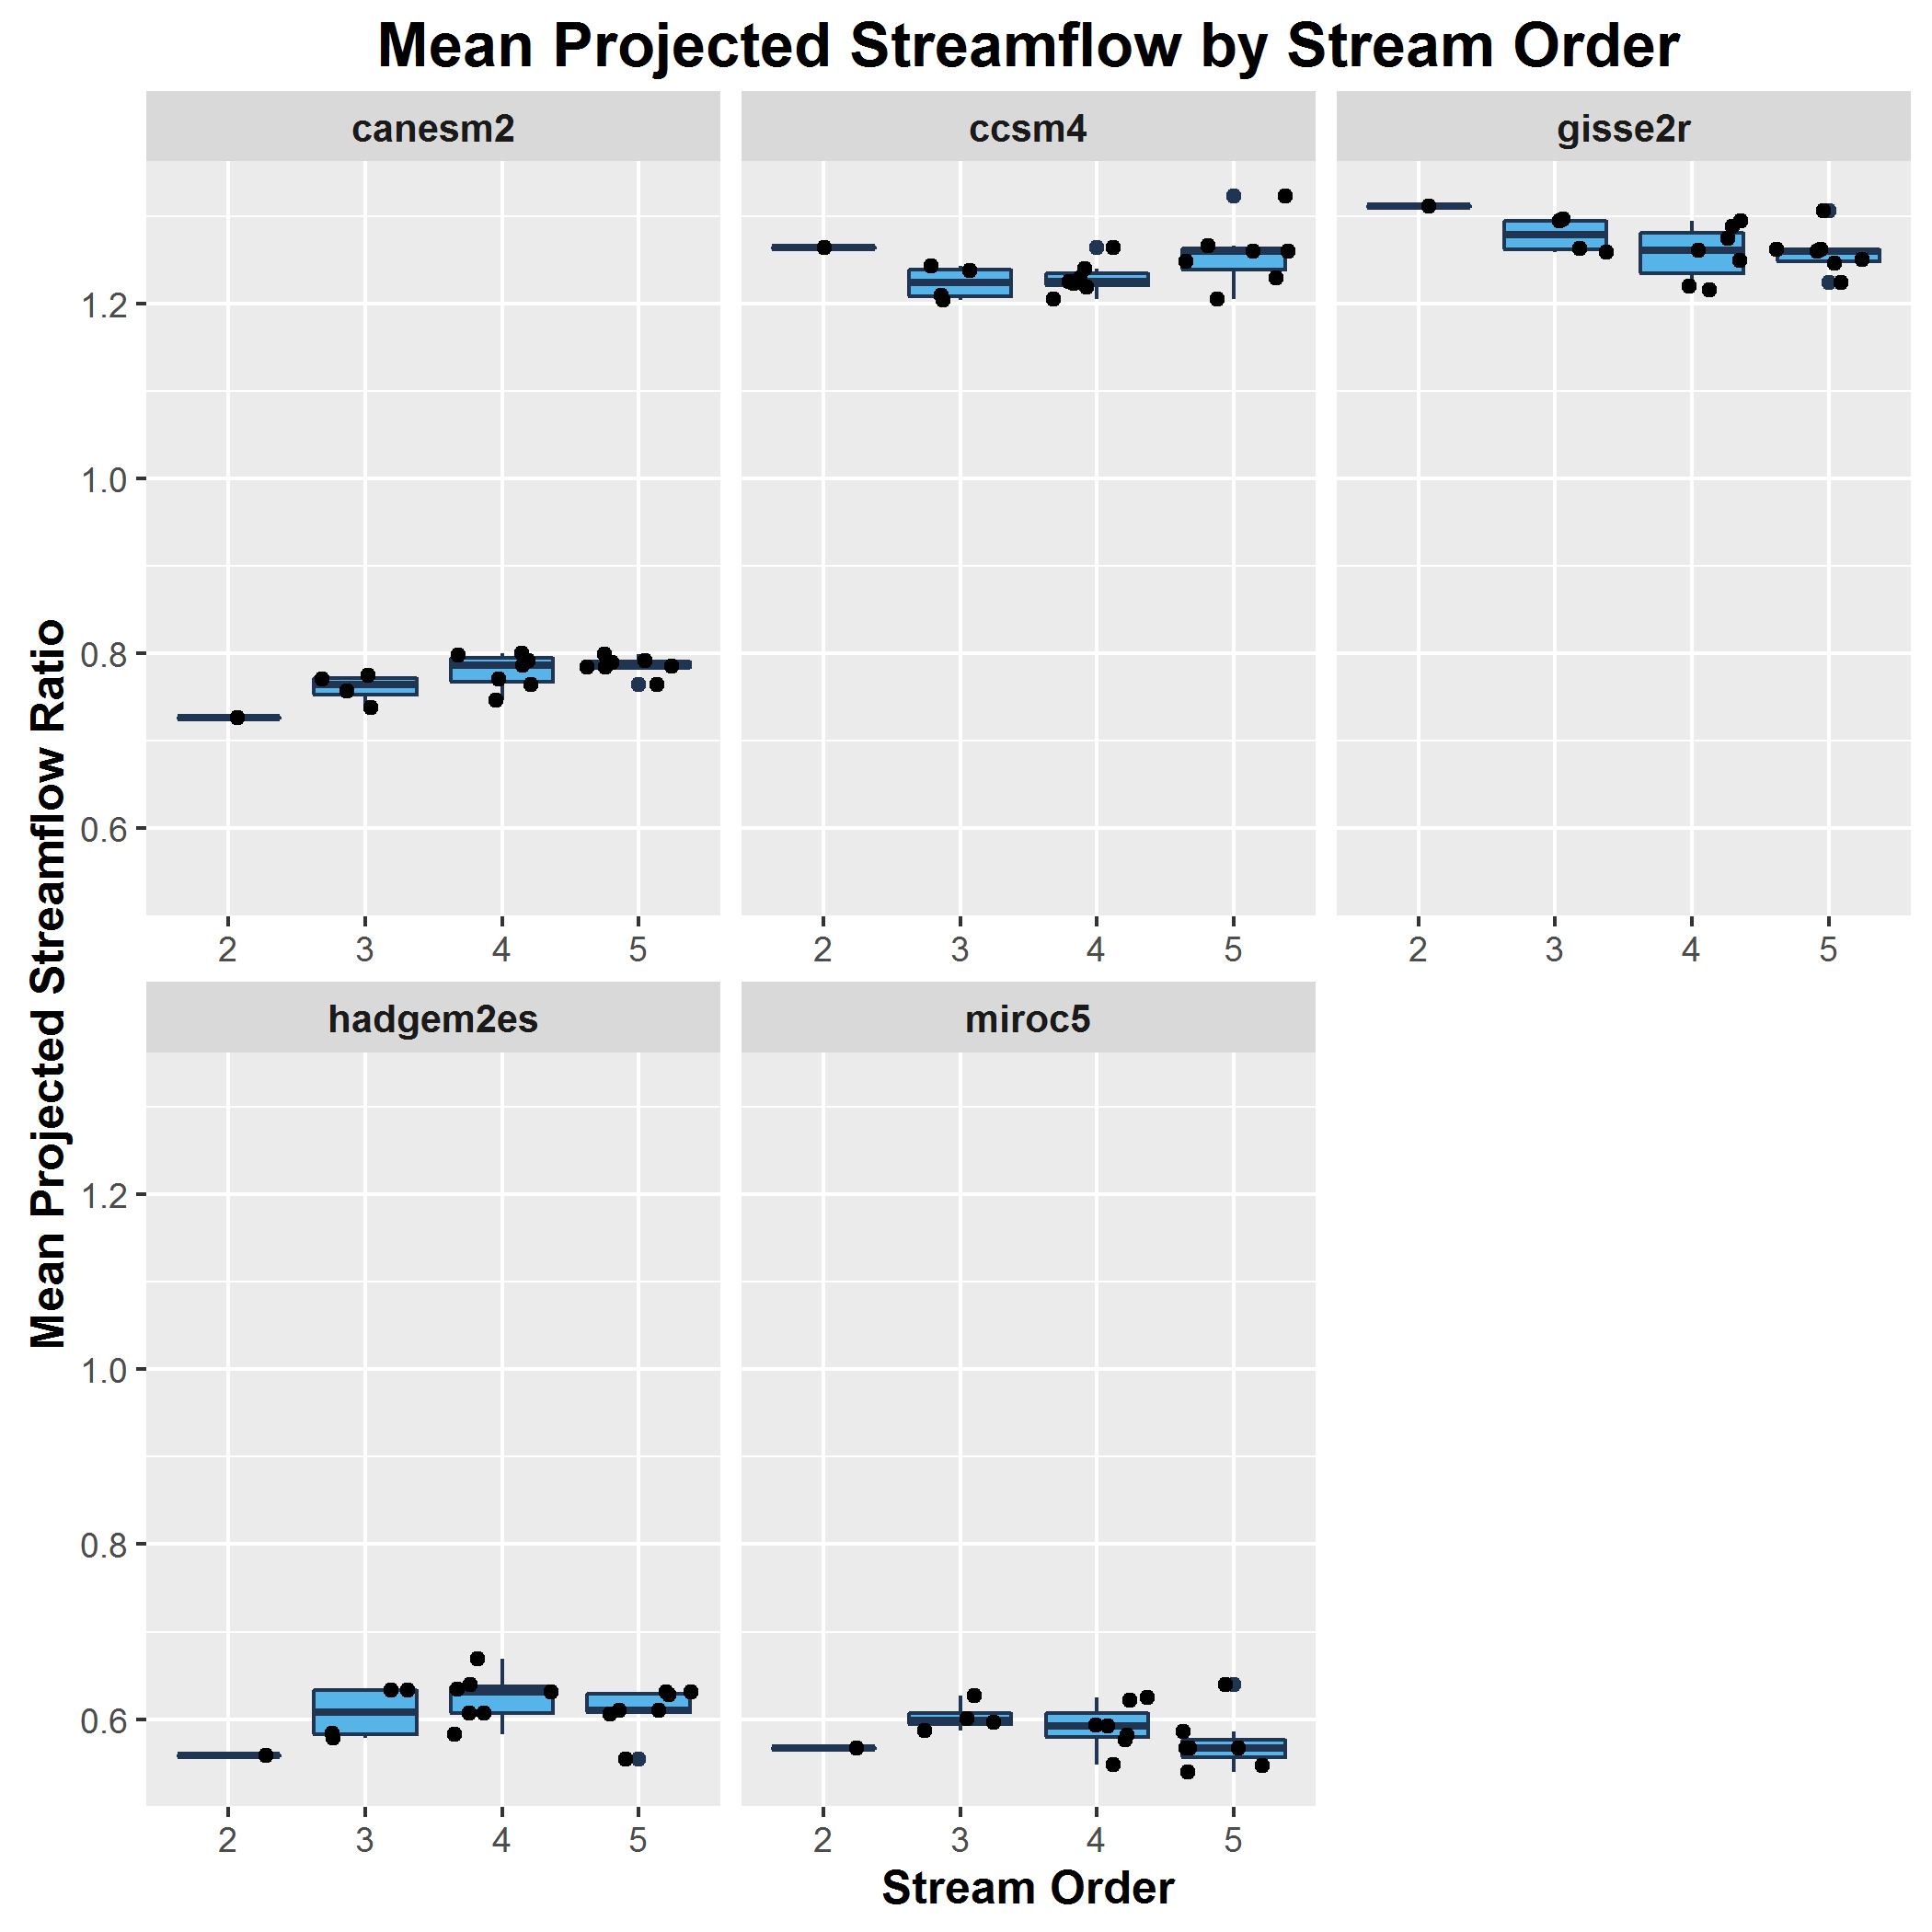 Mean Projected Streamflow by Stream Order
canesm2
ccsm4
gisse2r
Mean Projected Streamflow Ratio
1.2
1.0
0.8
0.6
2 3 4 5
2 3 4 5
2 3 4 5
hadgem2es
miroc5
1.2
1.0
0.8
0.6
2 3 4 5
2 3 4 5
Stream Order